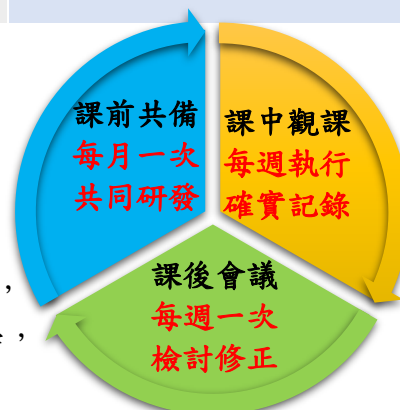 課前共備
每月一次
共同研發
課中觀課
每週執行
確實記錄
，
，
課後會議
每週一次
檢討修正